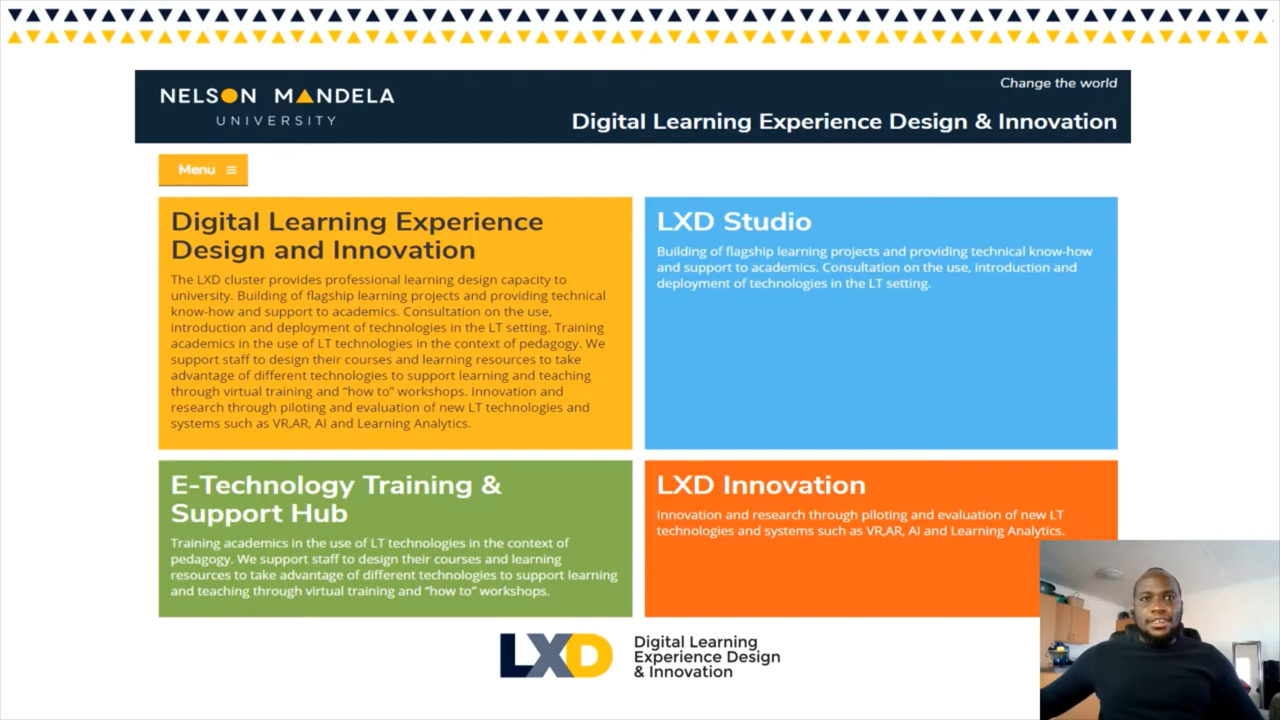 NELSON MANDELA
UNIVERSITY
Change the world
Digital Learning Experience Design & Innovation
Menu
Digital Learning Experience
Design and Innovation
The LXD cluster provides professional learning design capacity to
university. Building of flagship learning projects and providing technical
know-how and support to academics. Consultation on the use,
introduction and deployment of technologies in the LT setting. Training
academics in the use of LT technologies in the context of pedagogy. We
support staff to design their courses and learning resources to take
advantage of different technologies to support learning and teaching
through virtual training and “how to” workshops. Innovation and
research through piloting and evaluation of new LT technologies and
systems such as VR,AR, AI and Learning Analytics.
LXD Studio
Building of flagship learning projects and providing technical know-how
and support to academics. Consultation on the use, introduction and
deployment of technologies in the LT setting.
E-Technology Training &
Support Hub
Training academics in the use of LT technologies in the context of
pedagogy. We support staff to design their courses and learning
resources to take advantage of different technologies to support learning
and teaching through virtual training and “how to” workshops.
LXD Innovation
Innovation and research through piloting and evaluation of new LT
technologies and systems such as VR,AR, AI and Learning Analytics.
LXD
Digital Learning
Experience Design
& Innovation